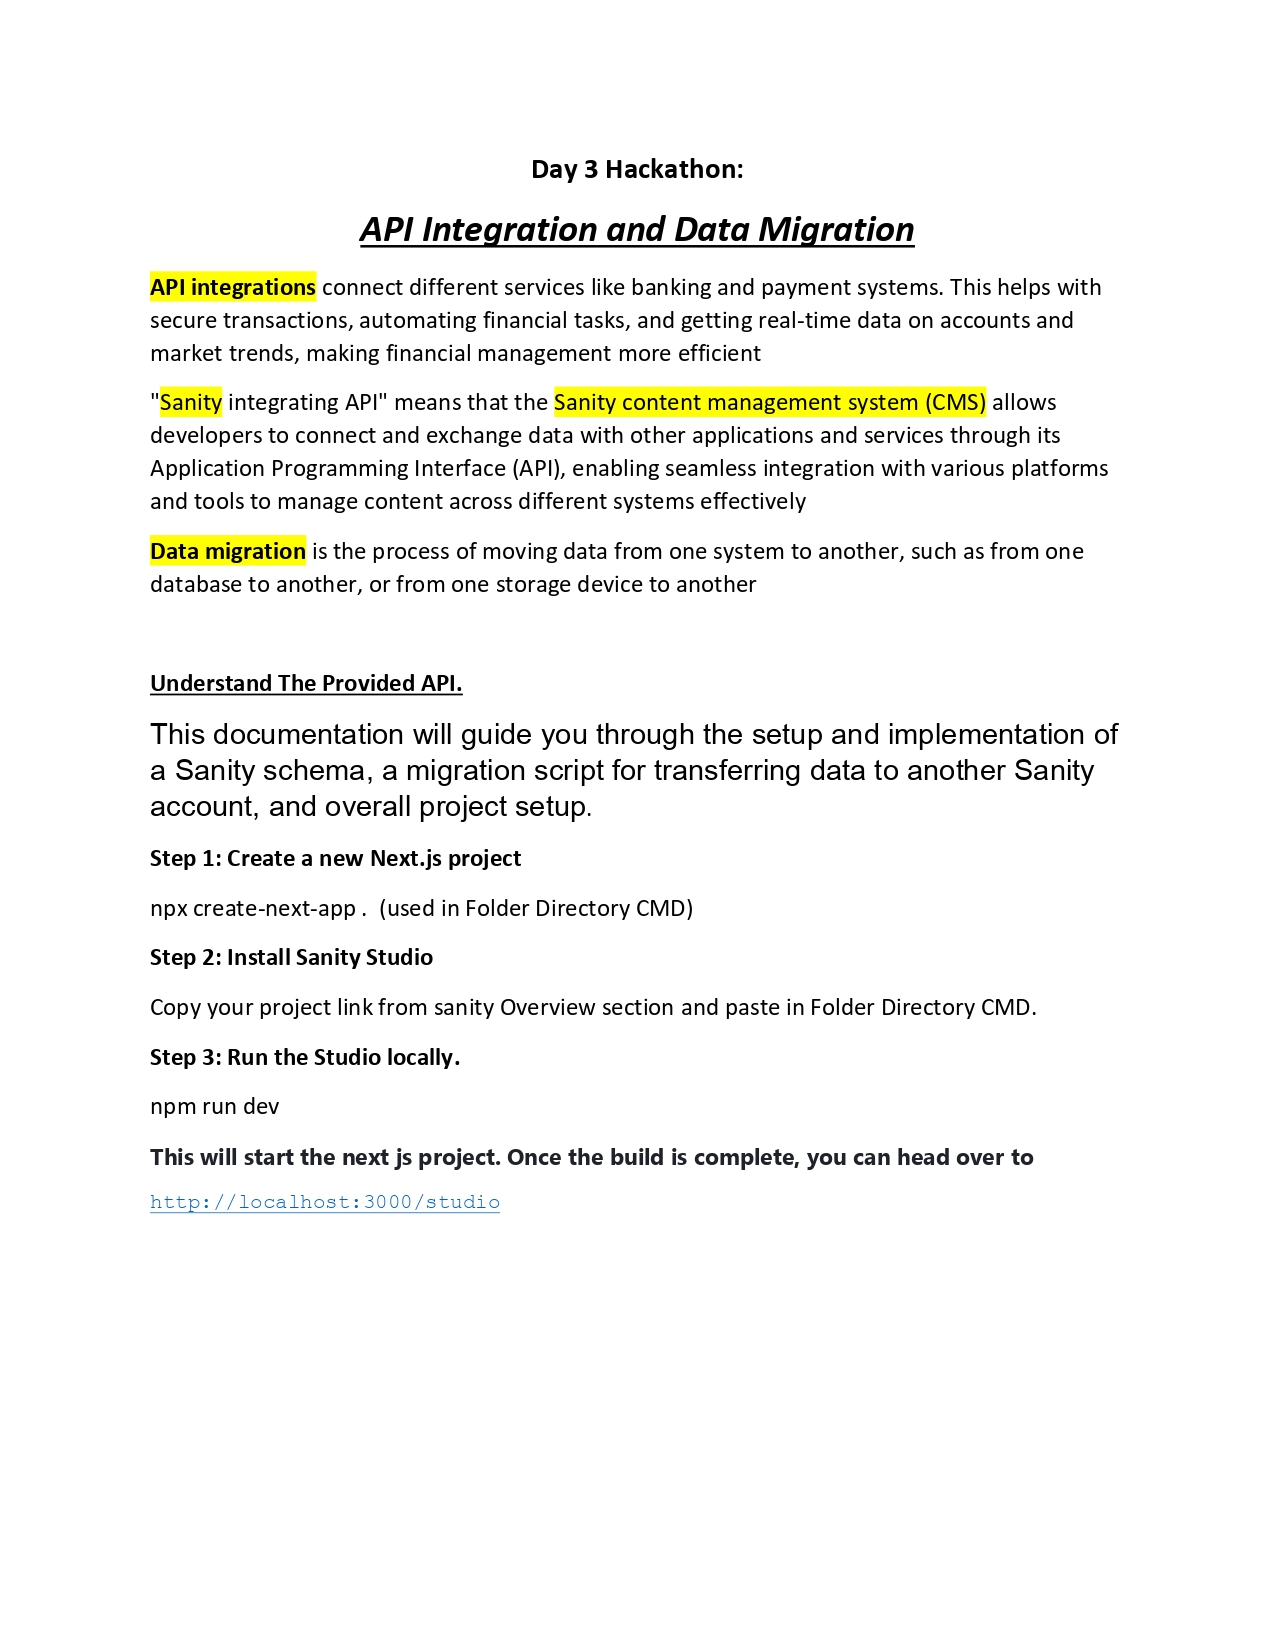 Day 3 Hackathon:
API Integration and Data Migration
API integrations connect different services like banking and payment systems. This helps with
secure transactions, automating financial tasks, and getting real-time data on accounts and
market trends, making financial management more efficient
"Sanity integrating API" means that the Sanity content management system (CMS) allows
developers to connect and exchange data with other applications and services through its
Application Programming Interface (API), enabling seamless integration with various platforms
and tools to manage content across different systems effectively
Data migration is the process of moving data from one system to another, such as from one
database to another, or from one storage device to another
Understand The Provided API.
This documentation will guide you through the setup and implementation of
a Sanity schema, a migration script for transferring data to another Sanity
account, and overall project setup.
Step 1: Create a new Next.js project
npx create-next-app .  (used in Folder Directory CMD)
Step 2: Install Sanity Studio
Copy your project link from sanity Overview section and paste in Folder Directory CMD.
Step 3: Run the Studio locally.
npm run dev
This will start the next js project. Once the build is complete, you can head over to
http://localhost:3000/studio